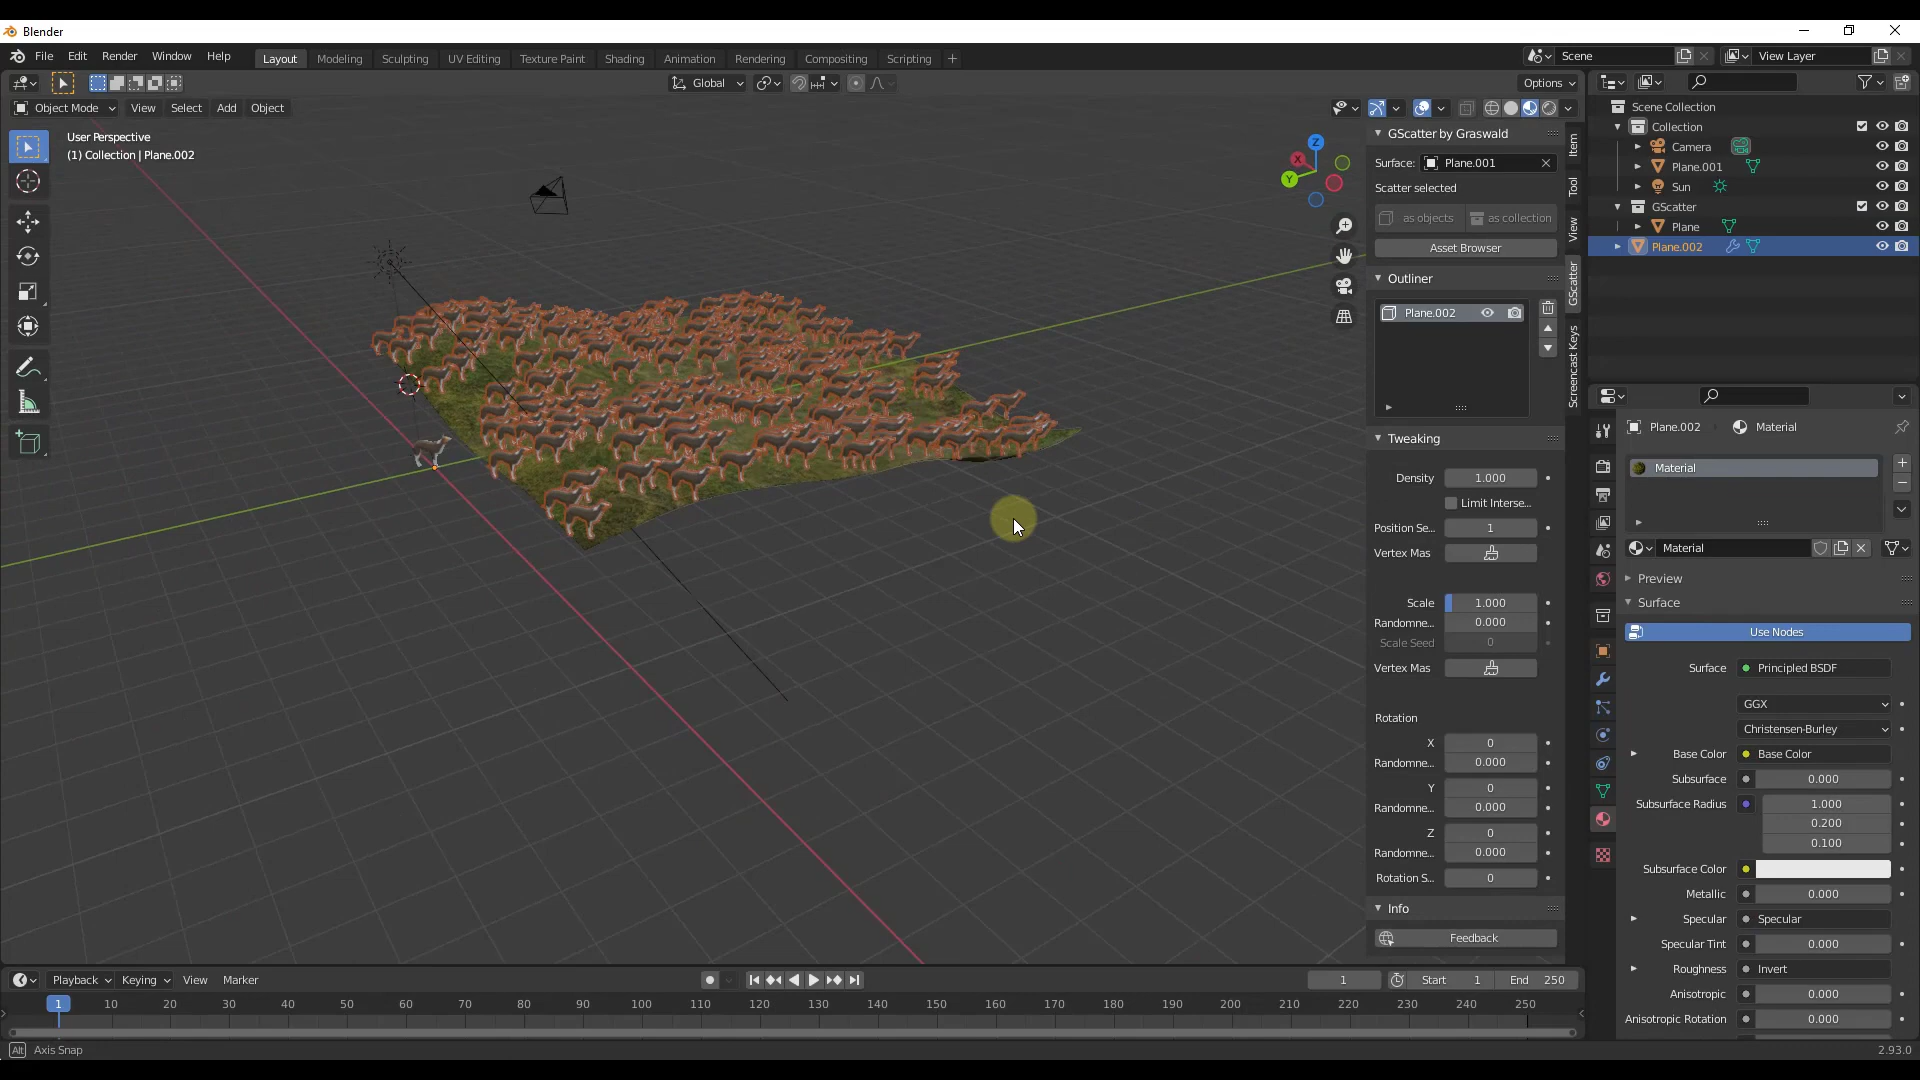 Blender
File Edit Render Window Help Layout Modeling Sculpting UV Editing Texture Paint Shading Animation Rendering Compositing Scripting + Scene View Layer
Global Options
Object Mode View Select Add Object
User Perspective
(1) Collection | Plane.002
Z
X
Y
GScatter by Graswald
Surface: Plane.001
Scatter selected
as objects as collection
Asset Browser
Outliner
Plane.002
Tweaking
Density 1.000
Limit Interse...
Position Se... 1
Vertex Mas
Scale 1.000
Randomne... 0.000
Scale Seed 0
Vertex Mas
Rotation
X 0
Randomne... 0.000
Y 0
Randomne... 0.000
Z 0
Randomne... 0.000
Rotation S... 0
Info
Feedback
Item
Tool
View
GScatter
Screencast Keys
Scene Collection
Collection
Camera
Plane.001
Sun
GScatter
Plane
Plane.002
Plane.002 Material
Material
Material
Preview
Surface
Use Nodes
Surface Principled BSDF
GGX
Christensen-Burley
Base Color Base Color
Subsurface 0.000
Subsurface Radius 1.000
0.200
0.100
Subsurface Color
Metallic 0.000
Specular Specular
Specular Tint 0.000
Roughness Invert
Anisotropic 0.000
Anisotropic Rotation 0.000
Playback Keying View Marker 1 Start 1 End 250
1 10 20 30 40 50 60 70 80 90 100 110 120 130 140 150 160 170 180 190 200 210 220 230 240 250
Alt Axis Snap 2.93.0